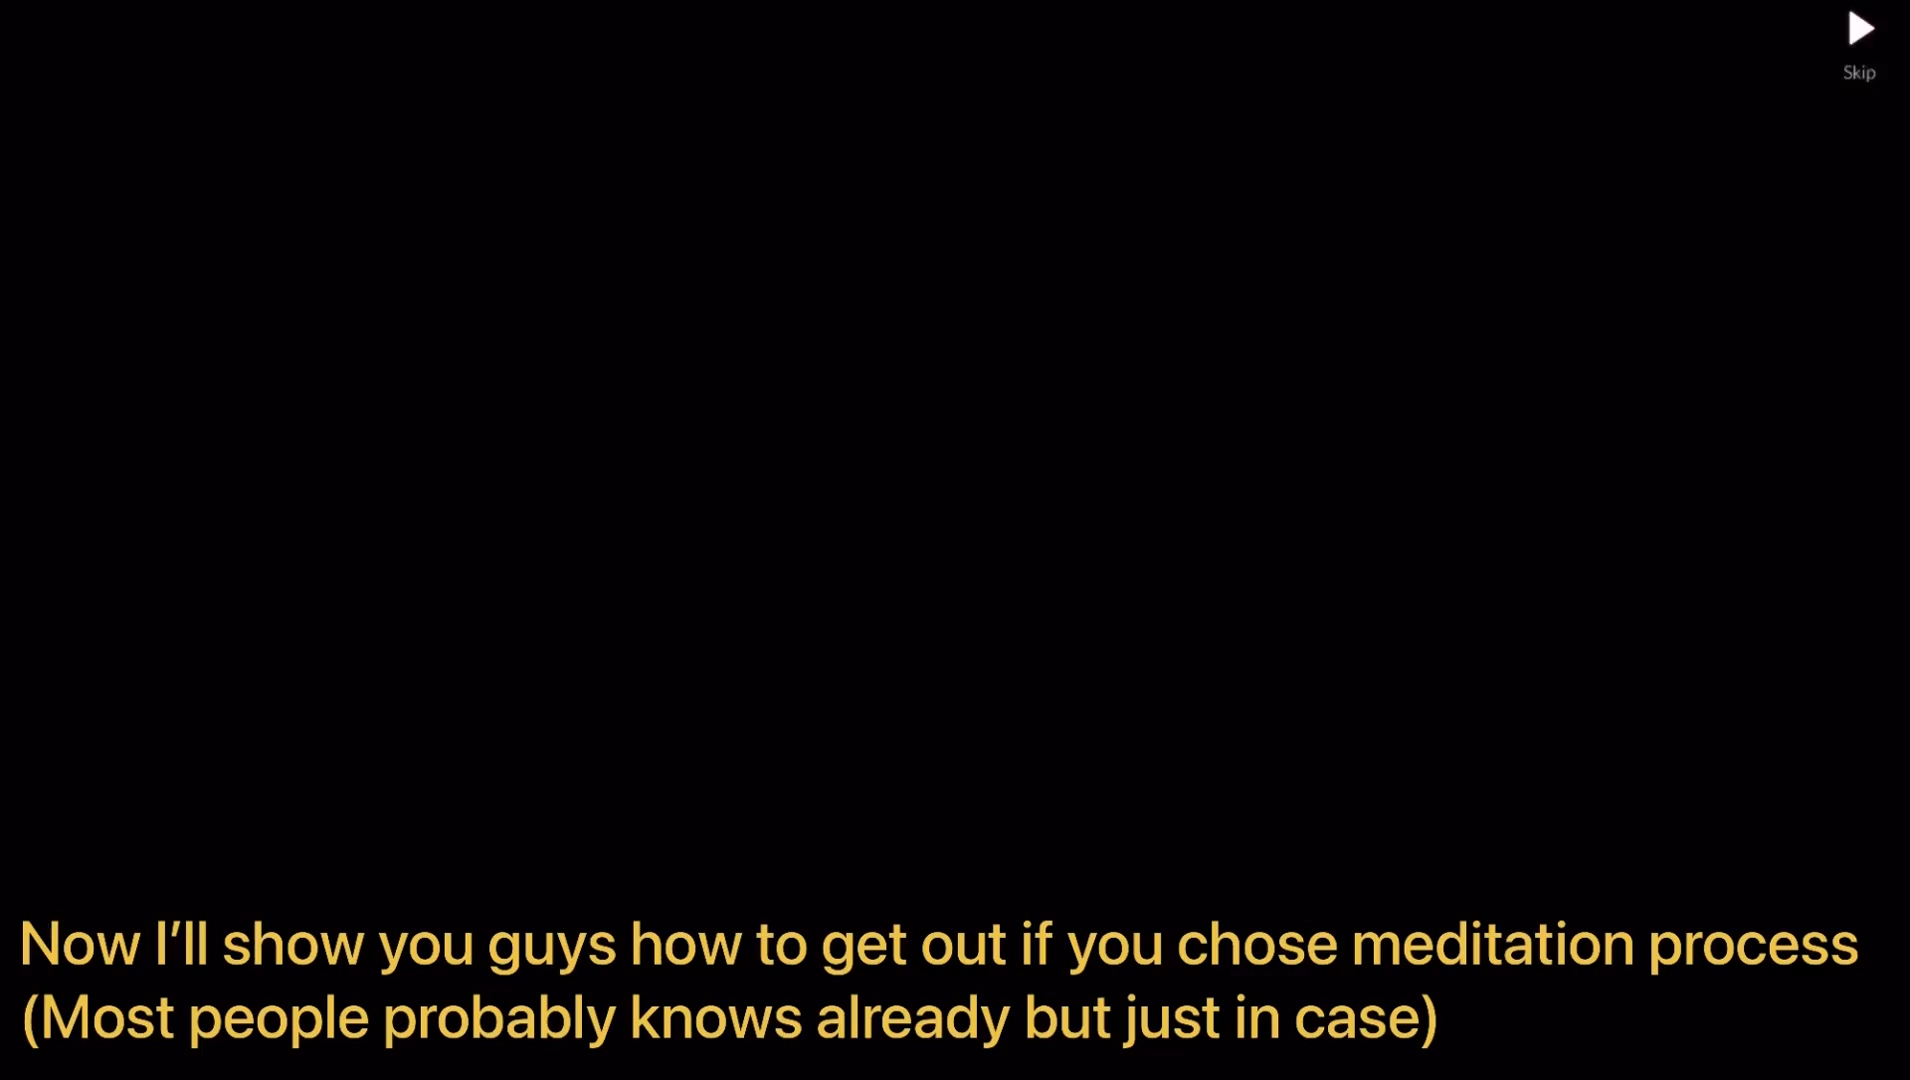 Skip
Now I’ll show you guys how to get out if you chose meditation process
(Most people probably knows already but just in case)